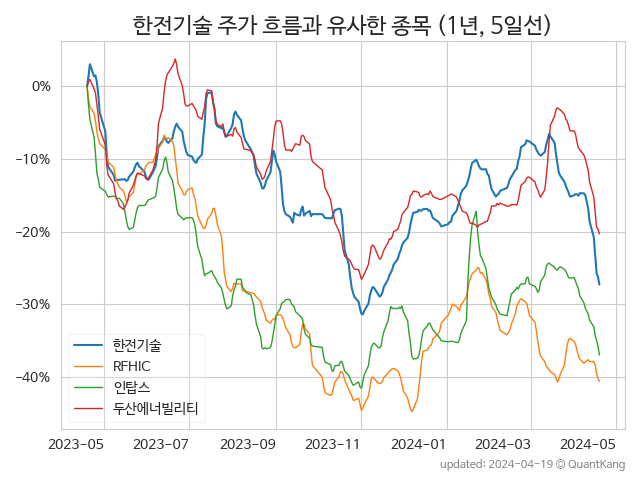 한전기술 주가 흐름과 유사한 종목 (1년, 5일선)
0%
−10%
−20%
−30%
−40%
한전기술
RFHIC
인탑스
두산에너빌리티
2023-05 2023-07 2023-09 2023-11 2024-01 2024-03 2024-05
updated: 2024-04-19 © QuantKang